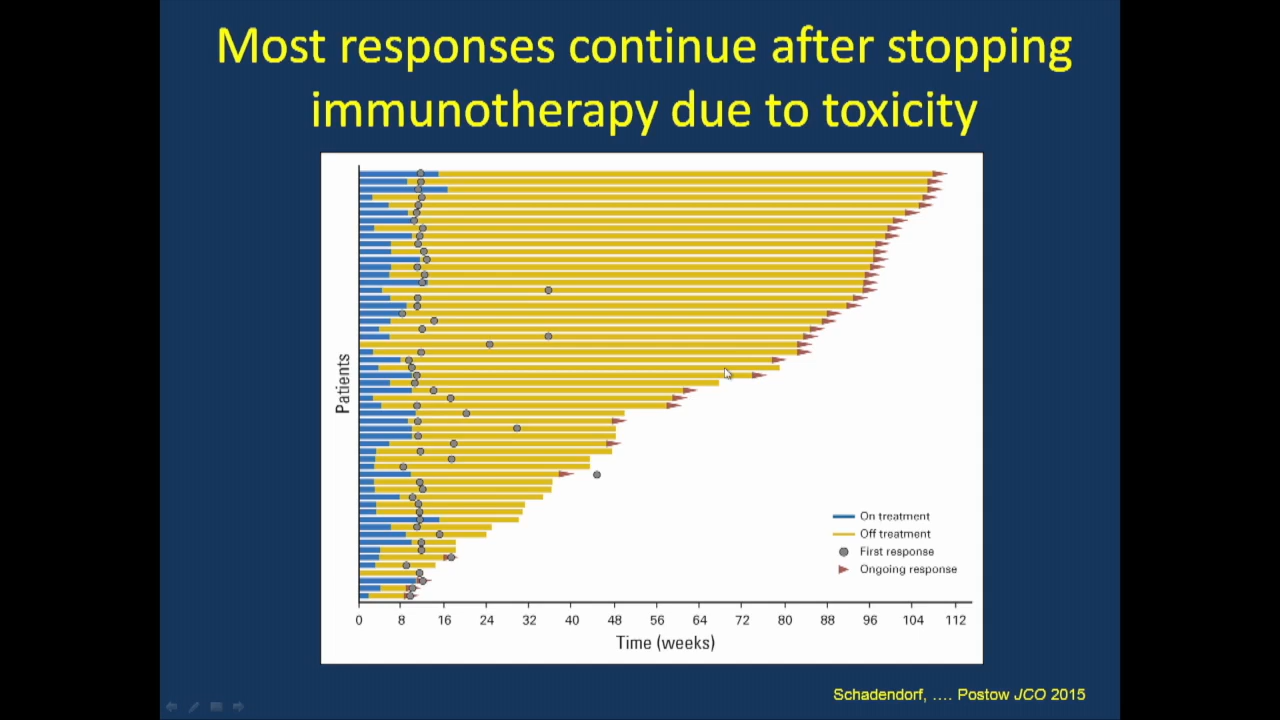 Most responses continue after stopping
immunotherapy due to toxicity
Patients
On treatment
Off treatment
First response
Ongoing response
0 8 16 24 32 40 48 56 64 72 80 88 96 104 112
Time (weeks)
Schadendorf, .... Postow JCO 2015